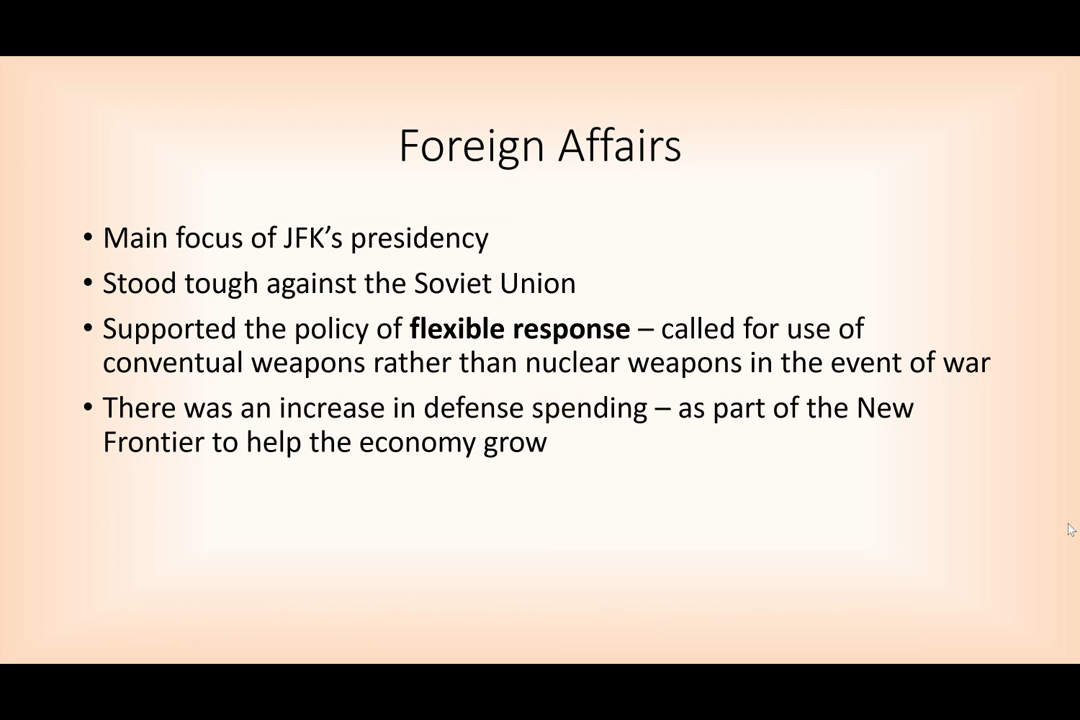 Foreign Affairs
• Main focus of JFK’s presidency
• Stood tough against the Soviet Union
• Supported the policy of flexible response – called for use of
conventual weapons rather than nuclear weapons in the event of war
• There was an increase in defense spending – as part of the New
Frontier to help the economy grow